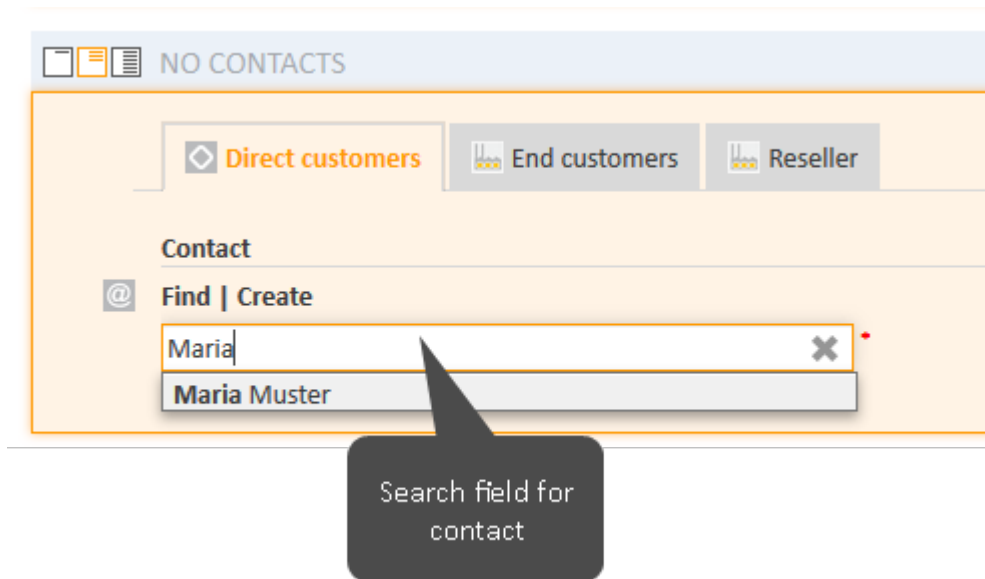 NO CONTACTS
Direct customers
End customers
Reseller
Contact
@
Find | Create
Maria
*
Maria Muster
Search field for
contact